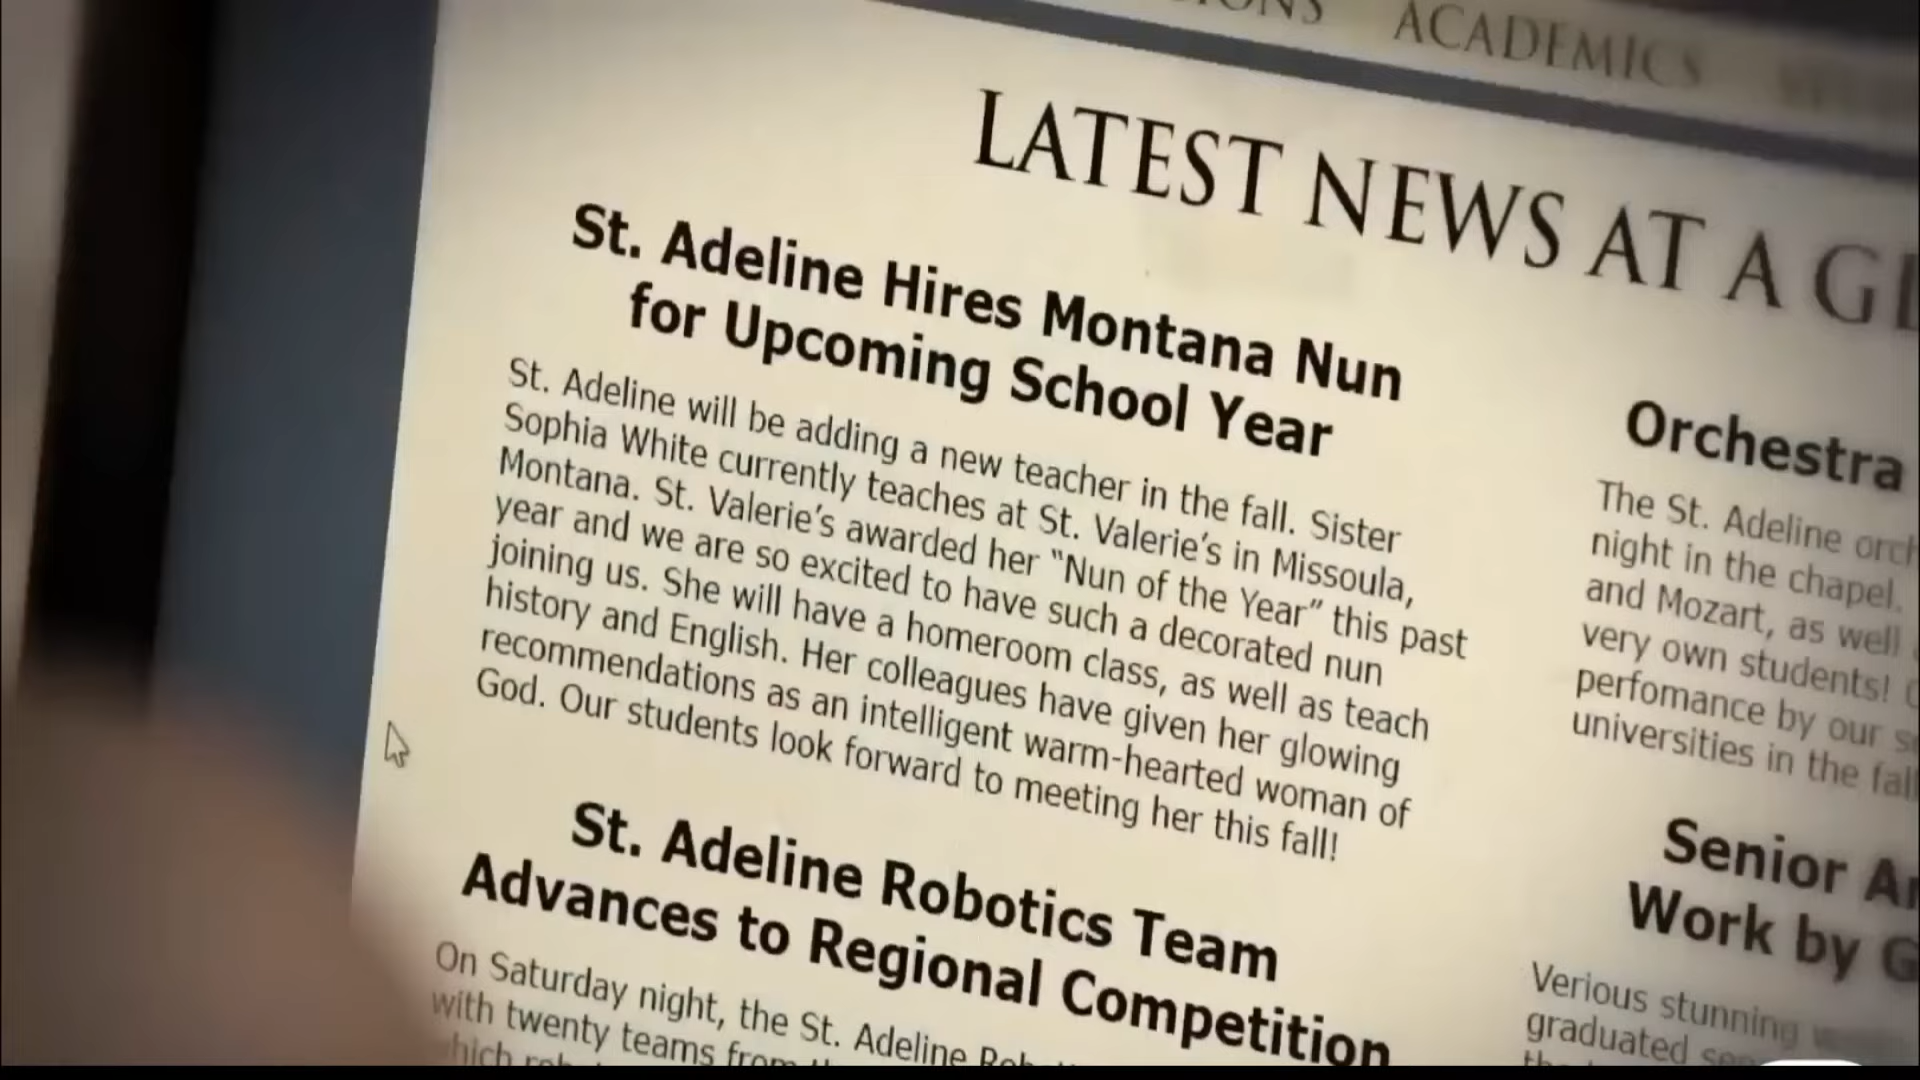 ACADEMICS
LATEST NEWS AT A
St. Adeline Hires Montana Nun
for Upcoming School Year
St. Adeline will be adding a new teacher in the fall. Sister
Sophia White currently teaches at St. Valerie's in Missoula,
Montana. St. Valerie's awarded her "Nun of the Year" this past
year and we are so excited to have such a decorated nun
joining us. She will have a homeroom class, as well as teach
history and English. Her colleagues have given her glowing
recommendations as an intelligent warm-hearted woman of
God. Our students look forward to meeting her this fall!
St. Adeline Robotics Team
Advances to Regional Competition
On Saturday night, the St. Adeline
with twenty teams from
Orchestra
The St. Adeline
night in the chapel.
and Mozart, as well
very own students!
perfomance by our
universities in the fall
Senior
Work by
Verious stunning
graduated